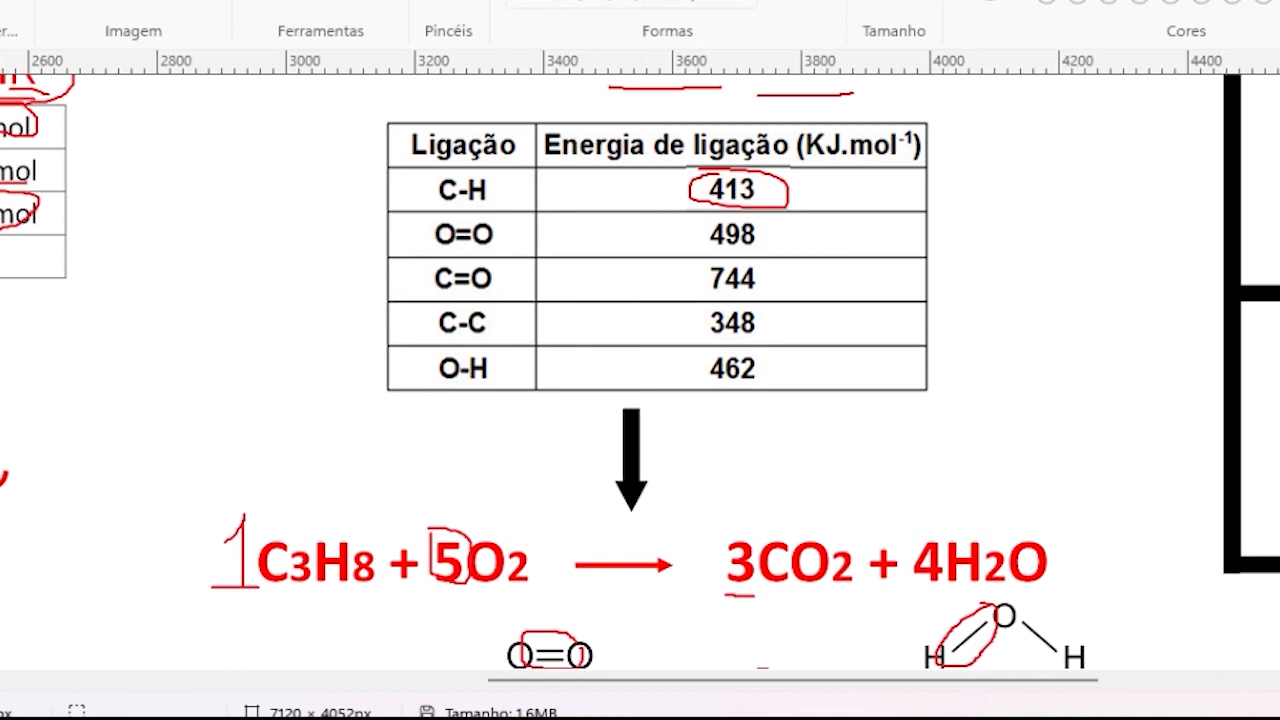 Imagem Ferramentas Pincéis Formas Tamanho Cores
2600 2800 3000 3200 3400 3600 3800 4000 4200 4400
mol
mol
mol
Ligação Energia de ligação (KJ.mol-¹)
C-H 413
O=O 498
C=O 744
C-C 348
O-H 462
1 C3H8 + 5O2 → 3CO2 + 4H2O
O
O=O H H
7120 × 4052px Tamanho: 1,6MB